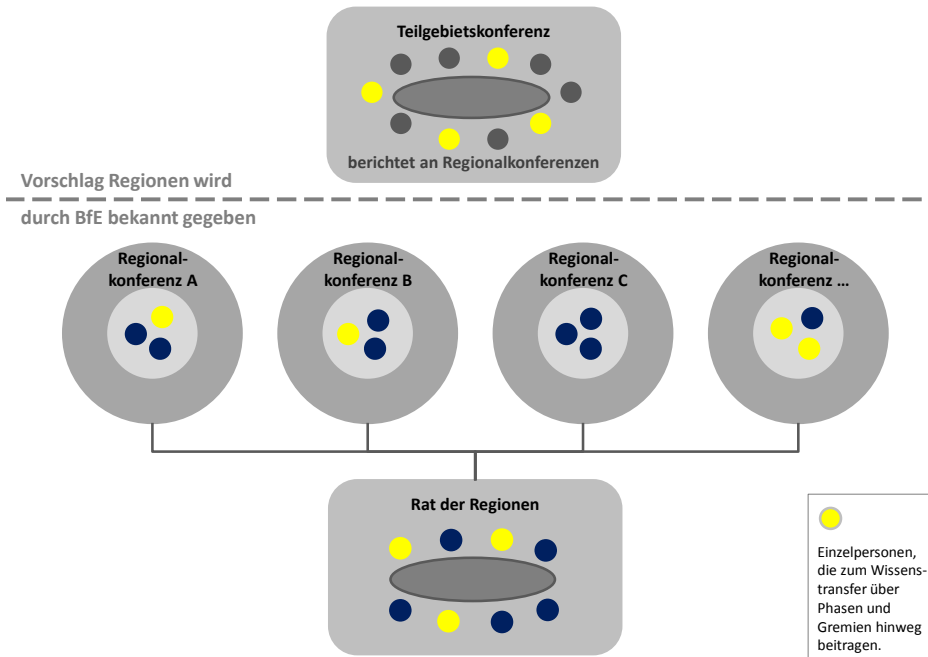 Teilgebietskonferenz
berichtet an Regionalkonferenzen
Vorschlag Regionen wird
durch BfE bekannt gegeben
Regional-
konferenz A
Regional-
konferenz B
Regional-
konferenz C
Regional-
konferenz ...
Rat der Regionen
Einzelpersonen,
die zum Wissens-
transfer über
Phasen und
Gremien hinweg
beitragen.